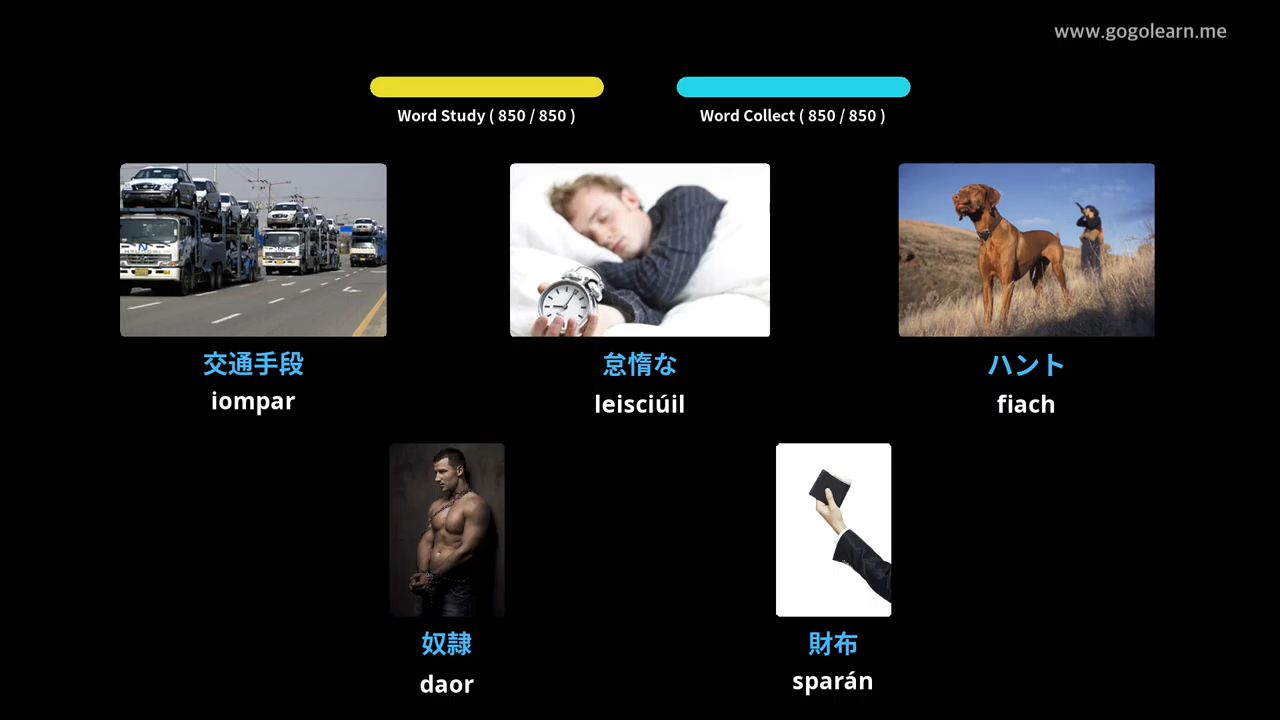 www.gogolearn.me
Word Study ( 850 / 850 )
Word Collect ( 850 / 850 )
交通手段
iompar
怠惰な
leisciúil
ハント
fiach
奴隷
daor
財布
sparán